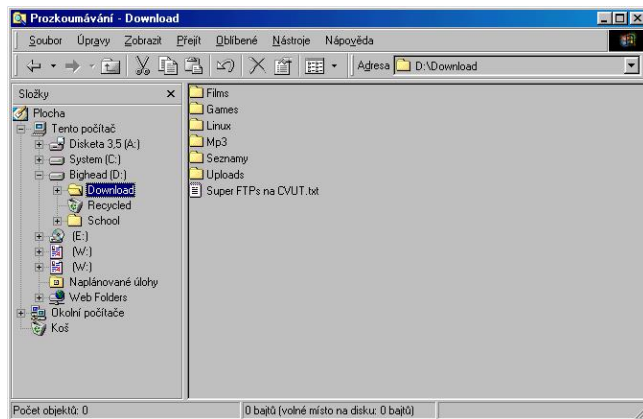 Prozkoumávání - Download
Soubor Úpravy Zobrazit Přejít Oblíbené Nástroje Nápověda
Adresa D:\Download
Složky
Plocha
Tento počítač
Disketa 3,5 (A:)
System (C:)
Bighead (D:)
Download
Recycled
School
(E:)
(W:)
(W:)
Naplánované úlohy
Web Folders
Okolní počítače
Koš
Films
Games
Linux
Mp3
Seznamy
Uploads
Super FTPs na CVUT.txt
Počet objektů: 0
0 bajtů (volné místo na disku: 0 bajtů)